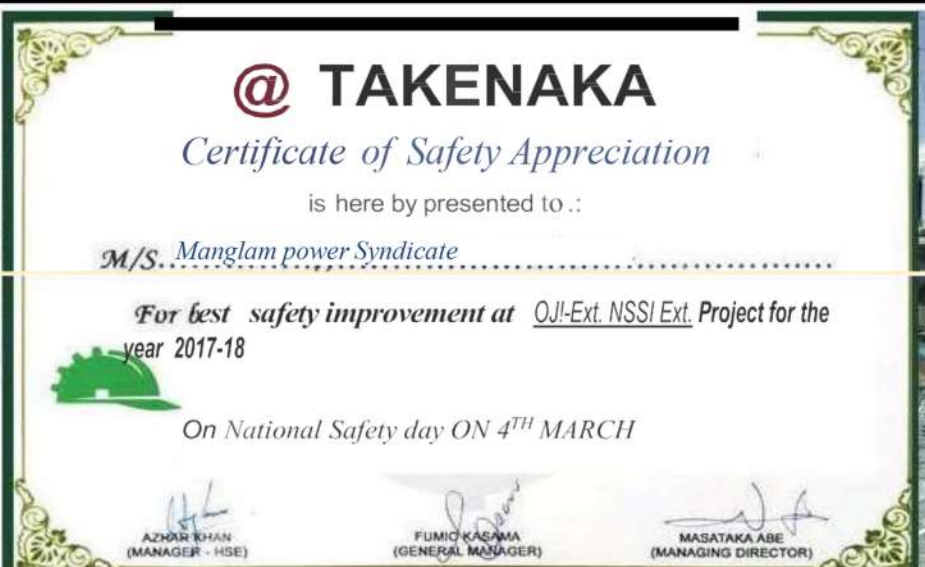 @ TAKENAKA
Certificate of Safety Appreciation
is here by presented to .:
M/S. Manglam power Syndicate
For best safety improvement at OJ!-Ext. NSSI Ext. Project for the
year 2017-18
On National Safety day ON 4TH MARCH
AZHAR KHAN
(MANAGER - HSE)
FUMIO KASAMA
(GENERAL MANAGER)
MASATAKA ABE
(MANAGING DIRECTOR)